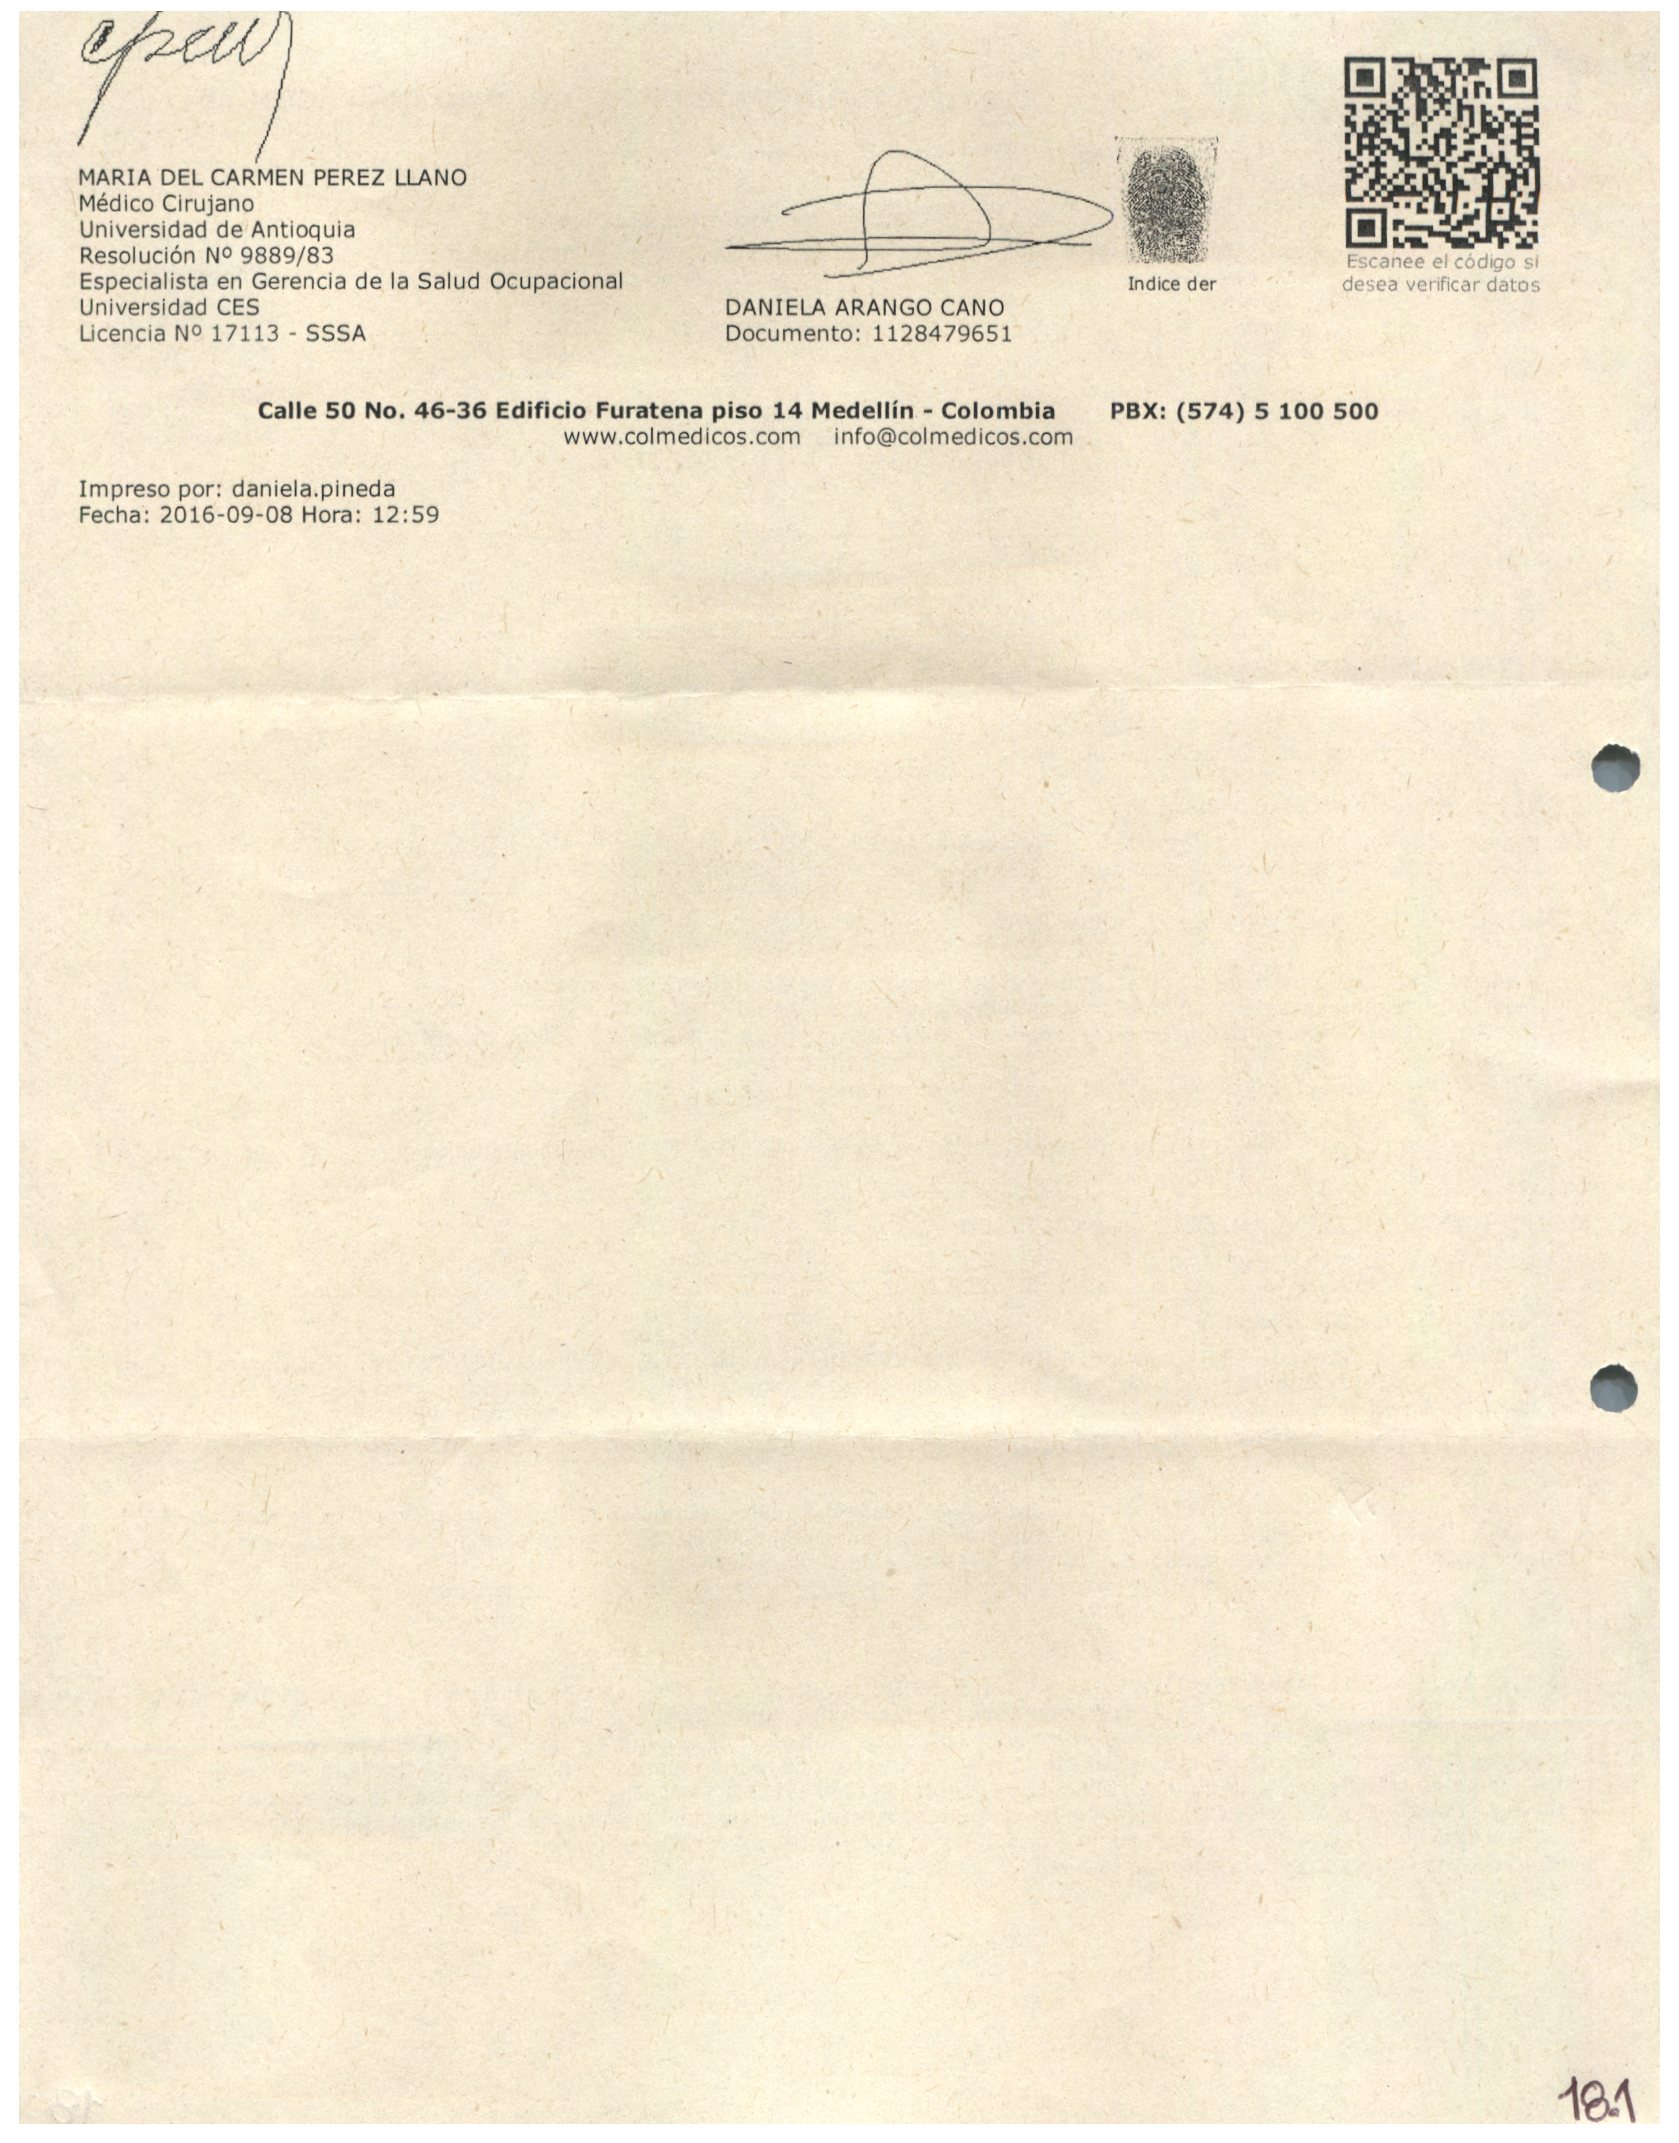 MARIA DEL CARMEN PEREZ LLANO
Médico Cirujano
Universidad de Antioquia
Resolución Nº 9889/83
Especialista en Gerencia de la Salud Ocupacional
Universidad CES
Licencia Nº 17113 - SSSA
DANIELA ARANGO CANO
Documento: 1128479651
Indice der
Escanee el código si
desea verificar datos
Calle 50 No. 46-36 Edificio Furatena piso 14 Medellín - Colombia PBX: (574) 5 100 500
www.colmedicos.com info@colmedicos.com
Impreso por: daniela.pineda
Fecha: 2016-09-08 Hora: 12:59
18.1